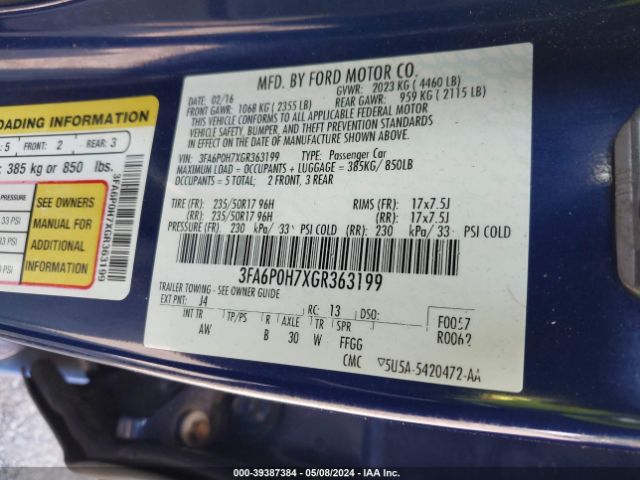 OADING INFORMATION
5 FRONT: 2 REAR: 3
385 kg or 850 lbs.
PRESSURE
33 PSI
PSI
SEE OWNERS
MANUAL FOR
ADDITIONAL
INFORMATION
3FA6P0H7XGR363199
MFD. BY FORD MOTOR CO.
DATE: 02/16 GVWR: 2023 KG ( 4460 LB)
FRONT GAWR: 1068 KG ( 2355 LB) REAR GAWR: 959 KG ( 2115 LB)
THIS VEHICLE CONFORMS TO ALL APPLICABLE FEDERAL MOTOR
VEHICLE SAFETY, BUMPER, AND THEFT PREVENTION STANDARDS
IN EFFECT ON THE DATE OF MANUFACTURE SHOWN ABOVE.
VIN: 3FA6P0H7XGR363199 TYPE: Passenger Car
MAXIMUM LOAD = OCCUPANTS + LUGGAGE = 385KG/ 850LB
OCCUPANTS = 5 TOTAL: 2 FRONT, 3 REAR
TIRE (FR): 235/50R17 96H RIMS (FR): 17x7.5J
(RR): 235/50R17 96H (RR): 17x7.5J
PRESSURE (FR): 230 kPa/ 33 PSI COLD (RR): 230 kPa/ 33 PSI COLD
3FA6P0H7XGR363199
TRAILER TOWING - SEE OWNER GUIDE
EXT PNT: J4 RC: 13 DSO:
INT TR TP/PS R AXLE TR SPR
AW B 30 W FFGG
F0057
R0062
CMC 5U5A-5420472-AA
000-39387384 - 05/08/2024 - IAA Inc.